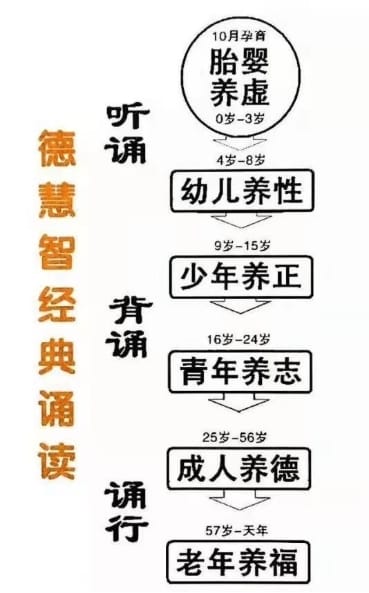 德慧智经典诵读
听诵
背诵
诵行
10月孕育
胎婴
养虚
0岁-3岁
4岁-8岁
幼儿养性
9岁-15岁
少年养正
16岁-24岁
青年养志
25岁-56岁
成人养德
57岁-天年
老年养福